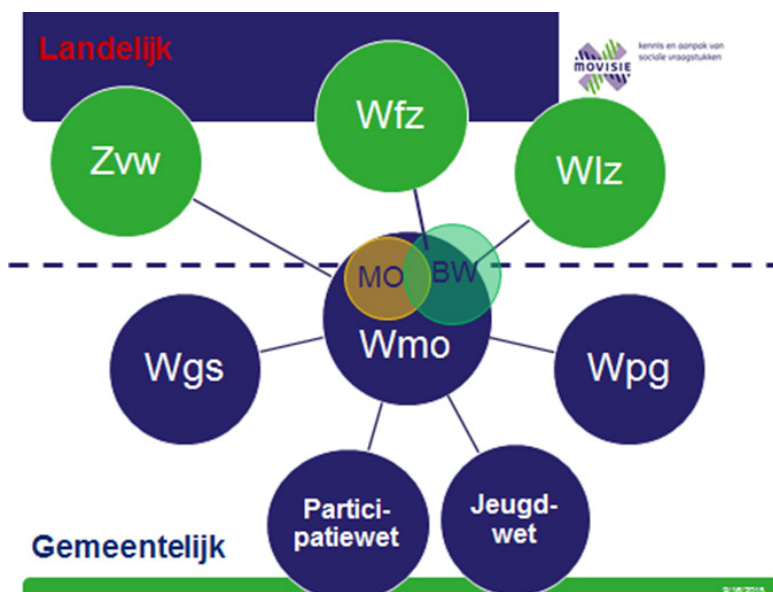 Landelijk
MOVISIE
kennis en aanpak van
sociale vraagstukken
Zvw
Wfz
Wlz
MO
BW
Wmo
Wgs
Wpg
Partici-
patiewet
Jeugd-
wet
Gemeentelijk